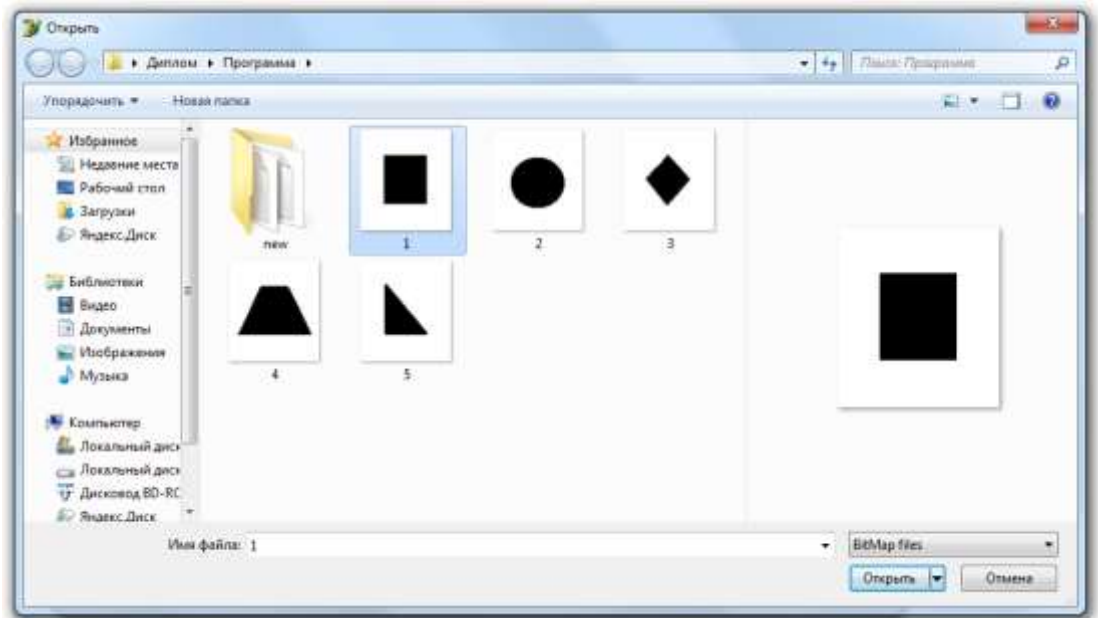 Открыть
Диплом ▸ Программа ▸
Поиск: Программа
Упорядочить ▾ Новая папка
Избранное
Недавние места
Рабочий стол
Загрузки
Яндекс.Диск
Библиотеки
Видео
Документы
Изображения
Музыка
Компьютер
Локальный диск
Локальный диск
Дисковод BD-RO
Яндекс.Диск
new
1
2
3
4
5
Имя файла: 1
BitMap files
Открыть
Отмена